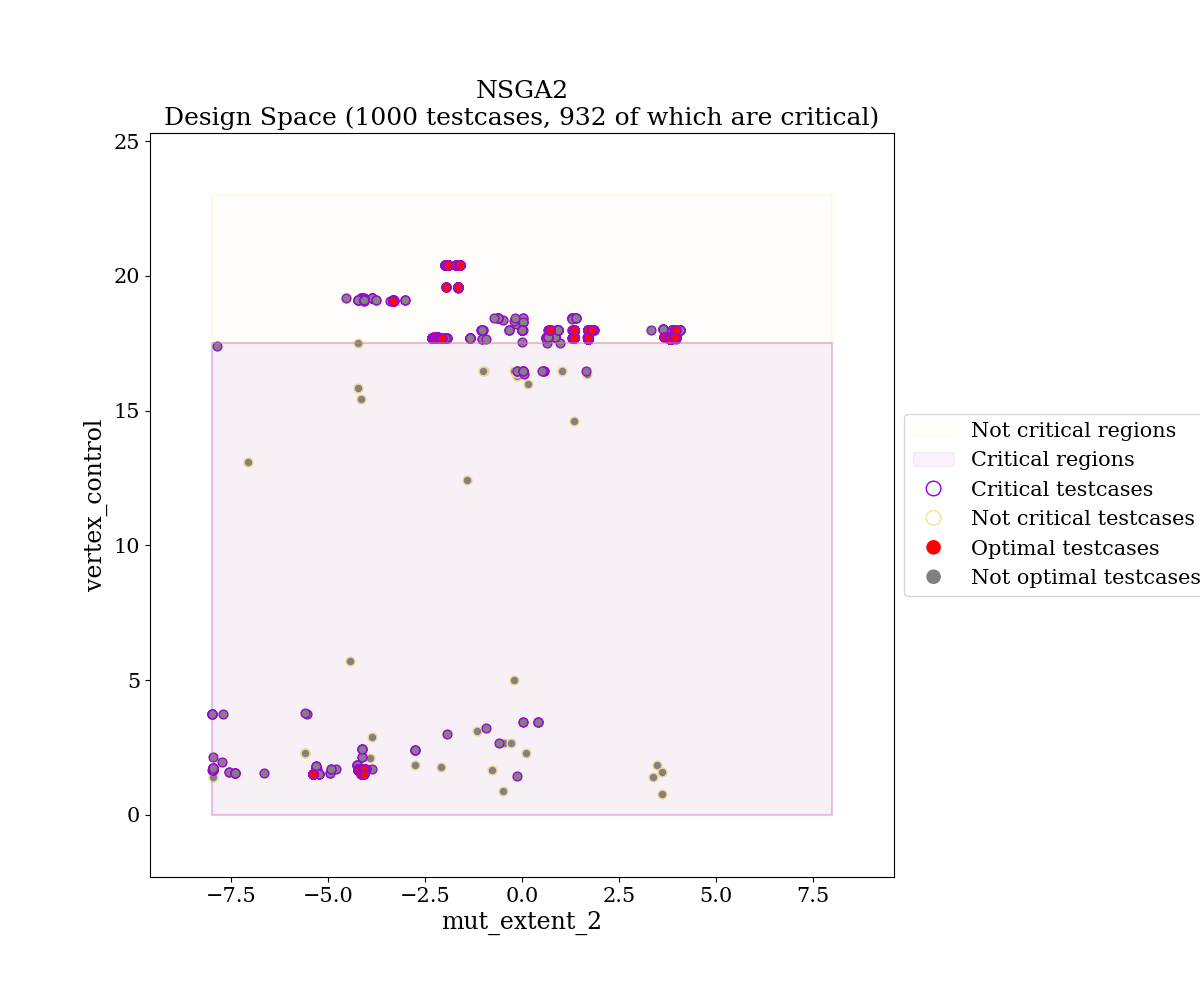 NSGA2
Design Space (1000 testcases, 932 of which are critical)
25
20
15
10
5
0
vertex_control
−7.5
−5.0
−2.5
0.0
2.5
5.0
7.5
mut_extent_2
Not critical regions
Critical regions
Critical testcases
Not critical testcases
Optimal testcases
Not optimal testcases